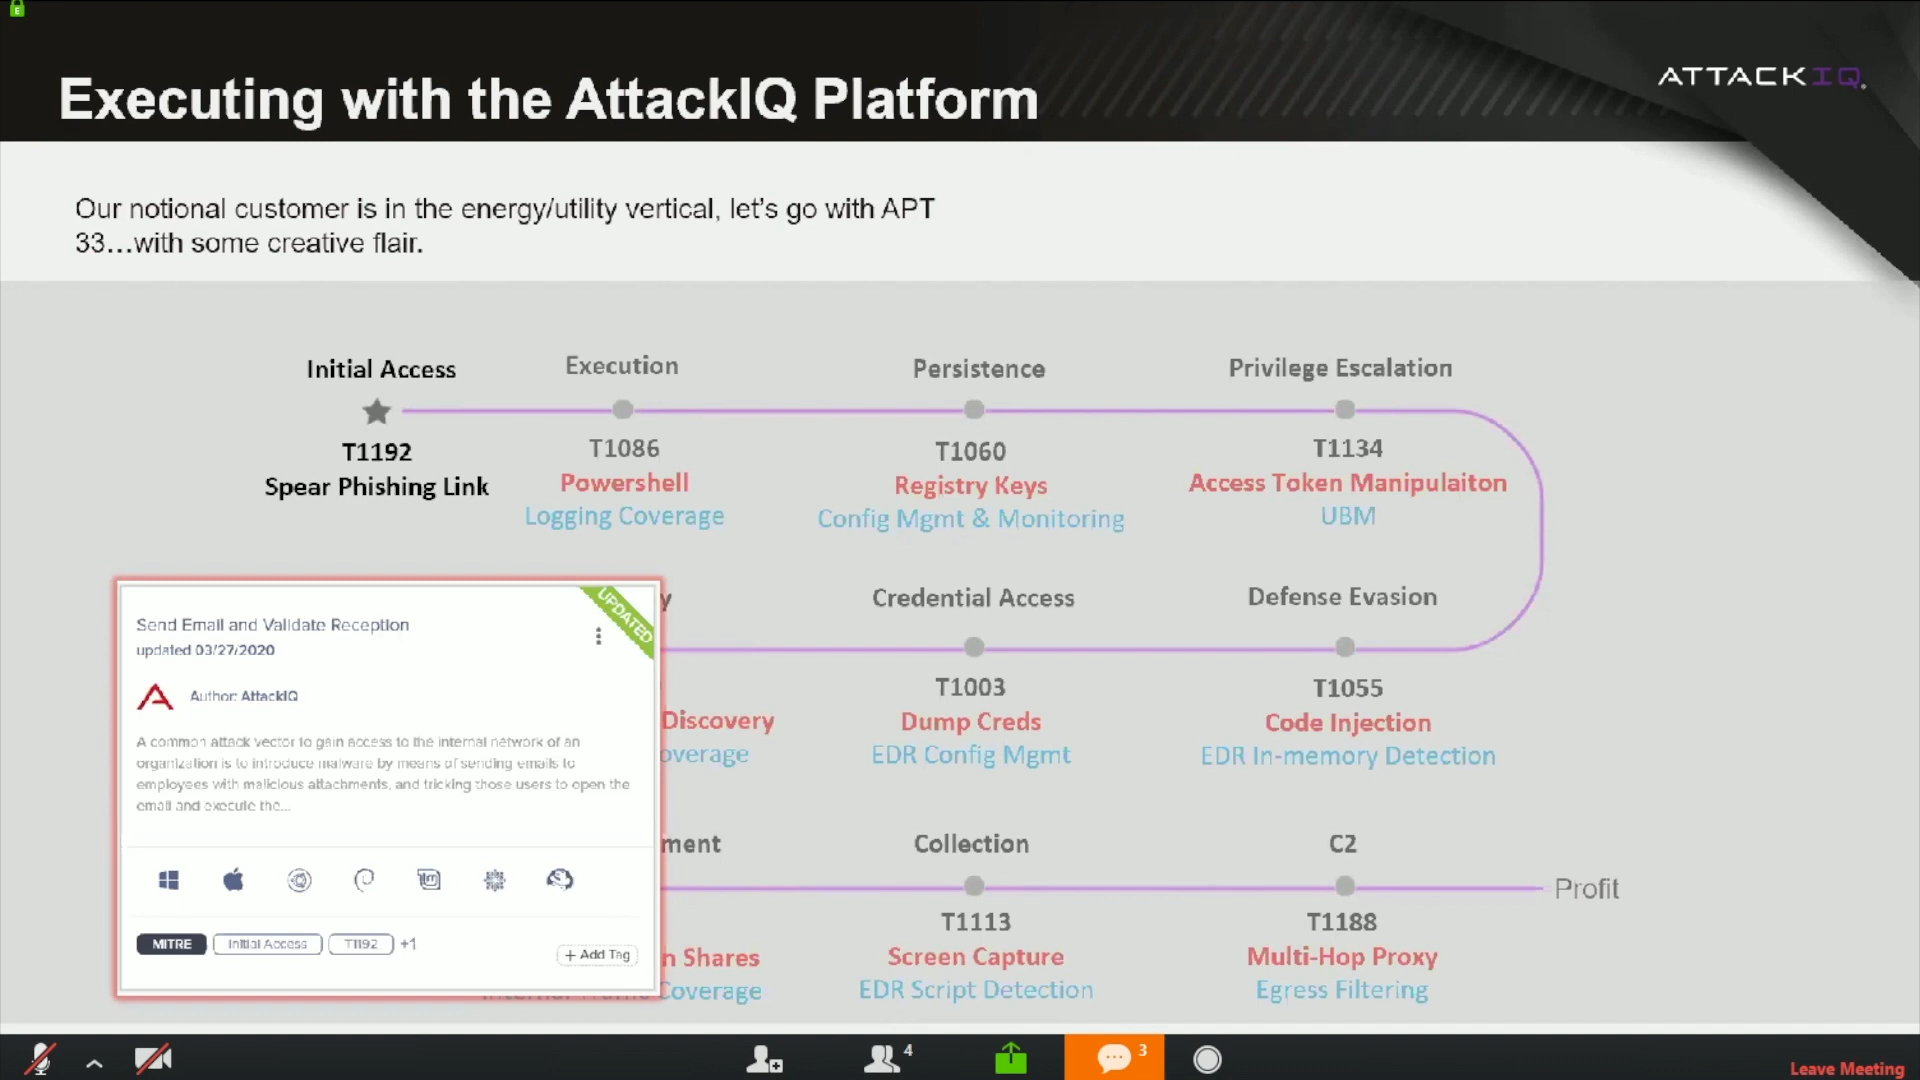 Executing with the AttackIQ Platform
ATTACKIQ
Our notional customer is in the energy/utility vertical, let's go with APT
33...with some creative flair.
Initial Access
Execution
Persistence
Privilege Escalation
T1192
T1086
T1060
T1134
Spear Phishing Link
Powershell
Registry Keys
Access Token Manipulaiton
Logging Coverage
Config Mgmt & Monitoring
UBM
Credential Access
Defense Evasion
T1003
T1055
Discovery
Dump Creds
Code Injection
EDR Config Mgmt
EDR In-memory Detection
Send Email and Validate Reception
UPDATED
updated 03/27/2020
Author: AttackIQ
A common attack vector to gain access to the internal network of an
organization is to introduce malware by means of sending emails to
employees with malicious attachments, and tricking those users to open the
email and execute the...
MITRE
Initial Access
T1192
+1
+ Add Tag
Collection
C2
Profit
T1113
T1188
Shares
Screen Capture
Multi-Hop Proxy
Coverage
EDR Script Detection
Egress Filtering
4
3
Leave Meeting